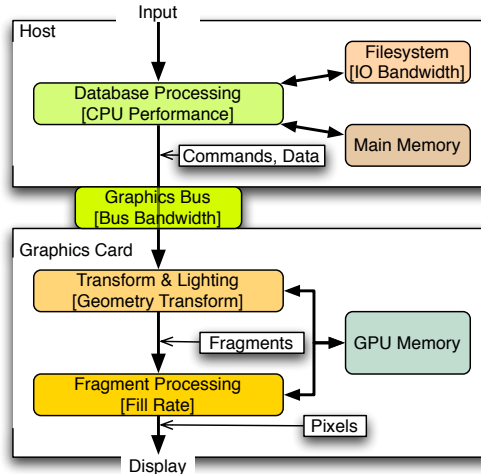 Input
Host
Filesystem
[IO Bandwidth]
Database Processing
[CPU Performance]
Main Memory
Commands, Data
Graphics Bus
[Bus Bandwidth]
Graphics Card
Transform & Lighting
[Geometry Transform]
Fragments
GPU Memory
Fragment Processing
[Fill Rate]
Pixels
Display